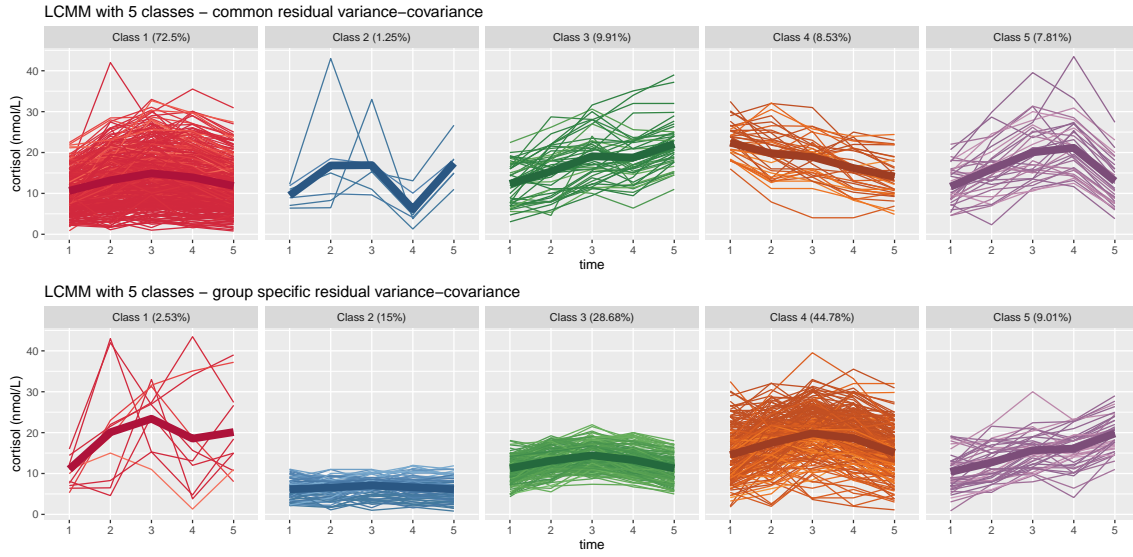 LCMM with 5 classes − common residual variance−covariance
Class 1 (72.5%) Class 2 (1.25%) Class 3 (9.91%) Class 4 (8.53%) Class 5 (7.81%)
40
30
20
10
0
cortisol (nmol/L)
1 2 3 4 5 1 2 3 4 5 1 2 3 4 5 1 2 3 4 5 1 2 3 4 5
time
LCMM with 5 classes − group specific residual variance−covariance
Class 1 (2.53%) Class 2 (15%) Class 3 (28.68%) Class 4 (44.78%) Class 5 (9.01%)
40
30
20
10
0
cortisol (nmol/L)
1 2 3 4 5 1 2 3 4 5 1 2 3 4 5 1 2 3 4 5 1 2 3 4 5
time